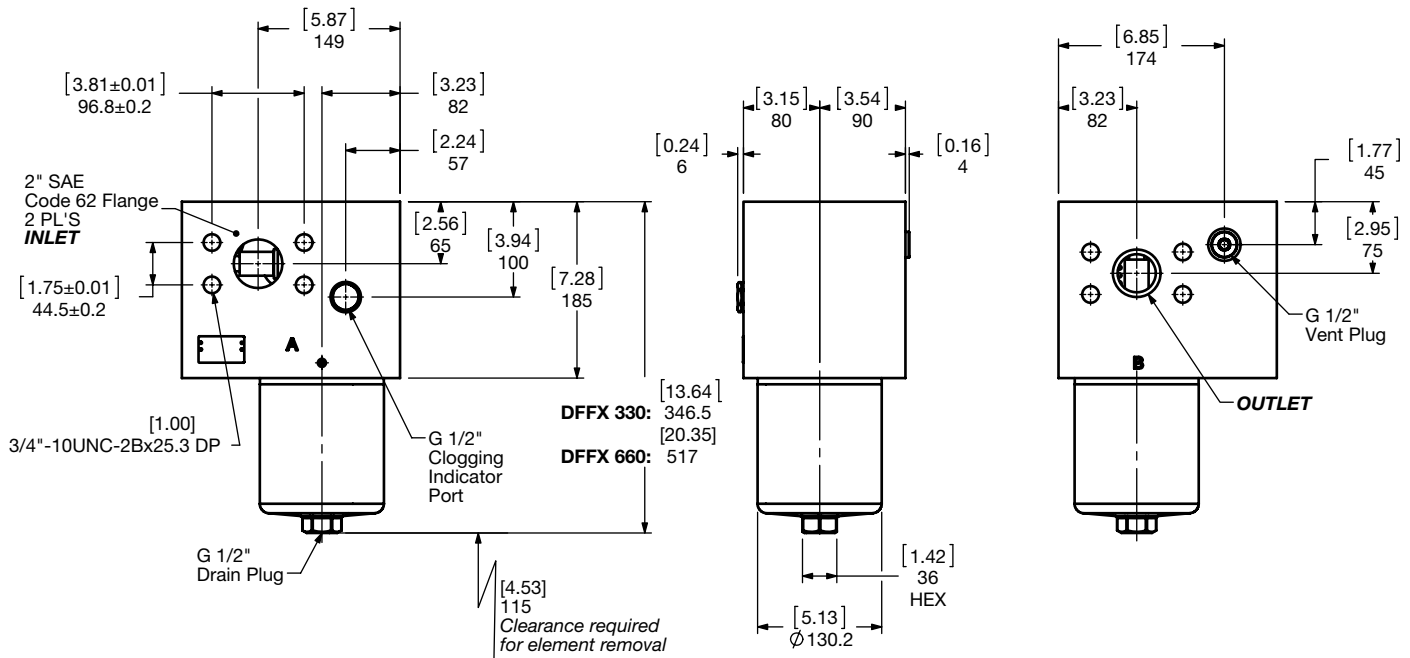 [5.87]
149
[3.81±0.01]
96.8±0.2
[3.23]
82
[2.24]
57
2" SAE
Code 62 Flange
2 PL'S
INLET
[2.56]
65
[3.94]
100
[7.28]
185
[1.75±0.01]
44.5±0.2
A
[1.00]
3/4"-10UNC-2Bx25.3 DP
G 1/2"
Clogging
Indicator
Port
G 1/2"
Drain Plug
[13.64]
DFFX 330: 346.5
[20.35]
DFFX 660: 517
[4.53]
115
Clearance required
for element removal
[3.15]
80
[3.54]
90
[0.24]
6
[0.16]
4
[1.42]
36
HEX
[5.13]
Ø130.2
[6.85]
174
[3.23]
82
[1.77]
45
[2.95]
75
G 1/2"
Vent Plug
B
OUTLET